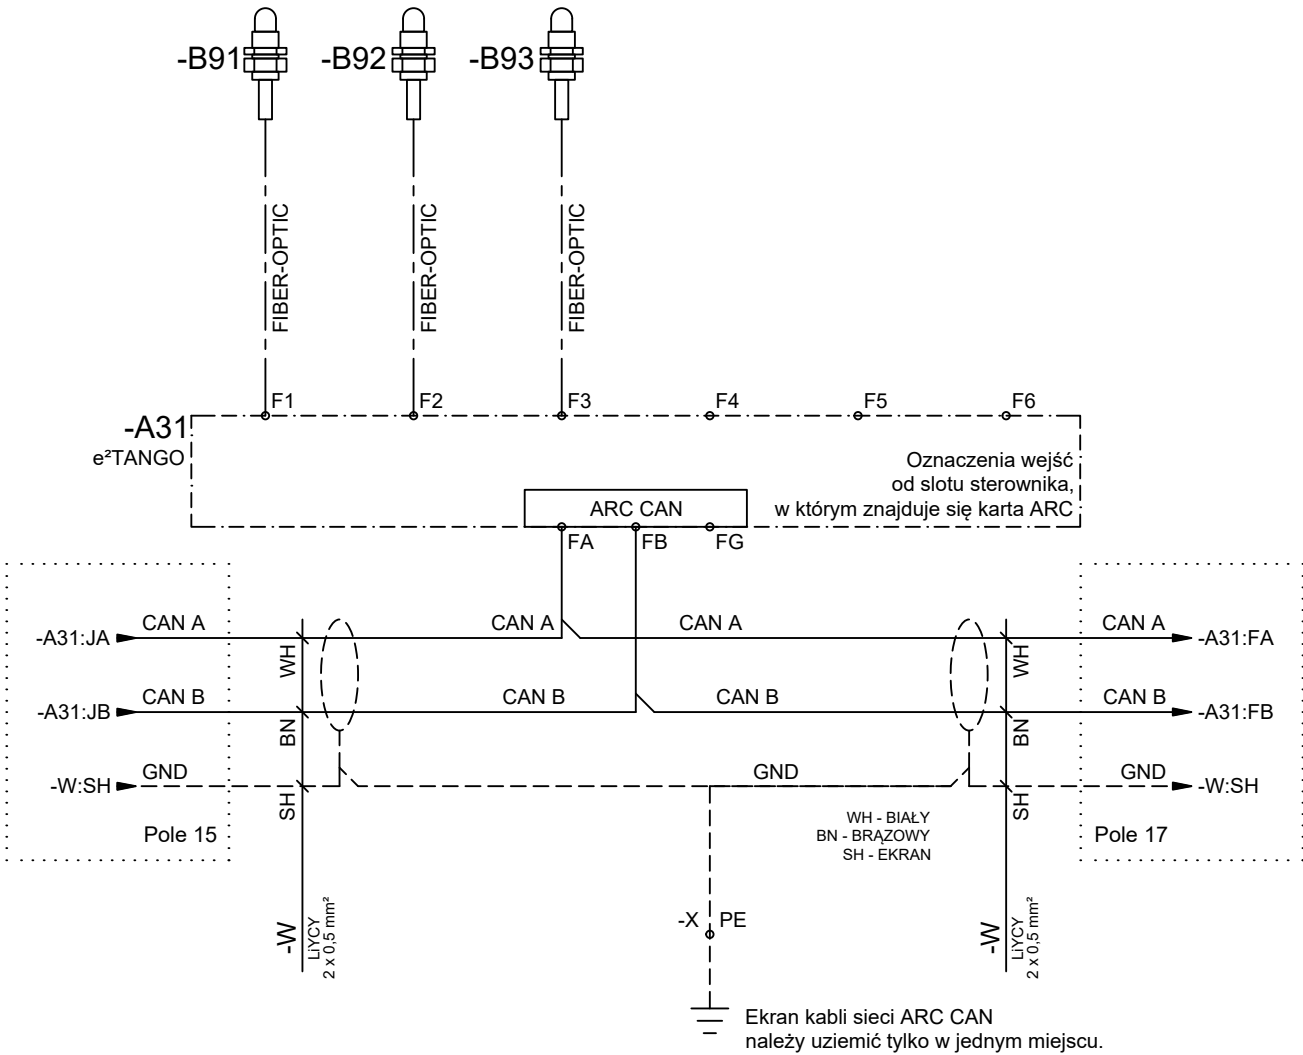 -B91
-B92
-B93
FIBER-OPTIC
FIBER-OPTIC
FIBER-OPTIC
F1
F2
F3
F4
F5
F6
-A31
e²TANGO
Oznaczenia wejść
od slotu sterownika,
w którym znajduje się karta ARC
ARC CAN
FA
FB
FG
-A31:JA
CAN A
CAN A
CAN A
CAN A
-A31:FA
WH
WH
-A31:JB
CAN B
CAN B
CAN B
CAN B
-A31:FB
BN
BN
-W:SH
GND
GND
GND
-W:SH
SH
SH
Pole 15
WH - BIAŁY
BN - BRĄZOWY
SH - EKRAN
Pole 17
-W
LiYCY
2 x 0,5 mm²
-X
PE
-W
LiYCY
2 x 0,5 mm²
Ekran kabli sieci ARC CAN
należy uziemić tylko w jednym miejscu.